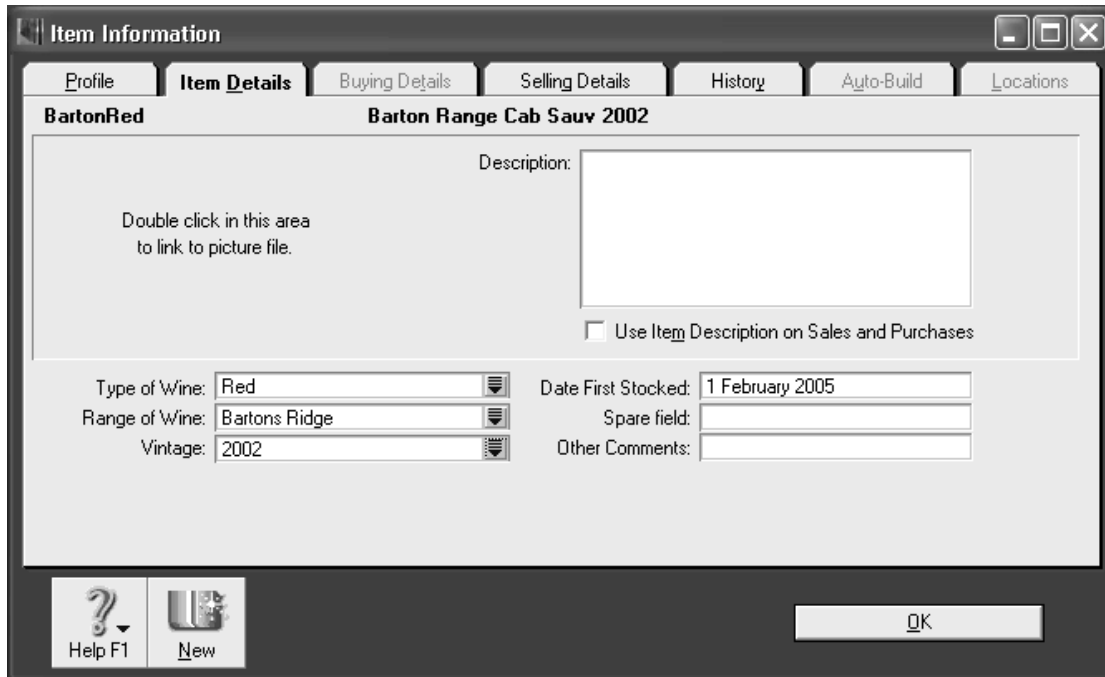 Item Information
Profile Item Details Buying Details Selling Details History Auto-Build Locations
BartonRed Barton Range Cab Sauv 2002
Description:
Double click in this area
to link to picture file.
Use Item Description on Sales and Purchases
Type of Wine: Red Date First Stocked: 1 February 2005
Range of Wine: Bartons Ridge Spare field:
Vintage: 2002 Other Comments:
Help F1 New OK